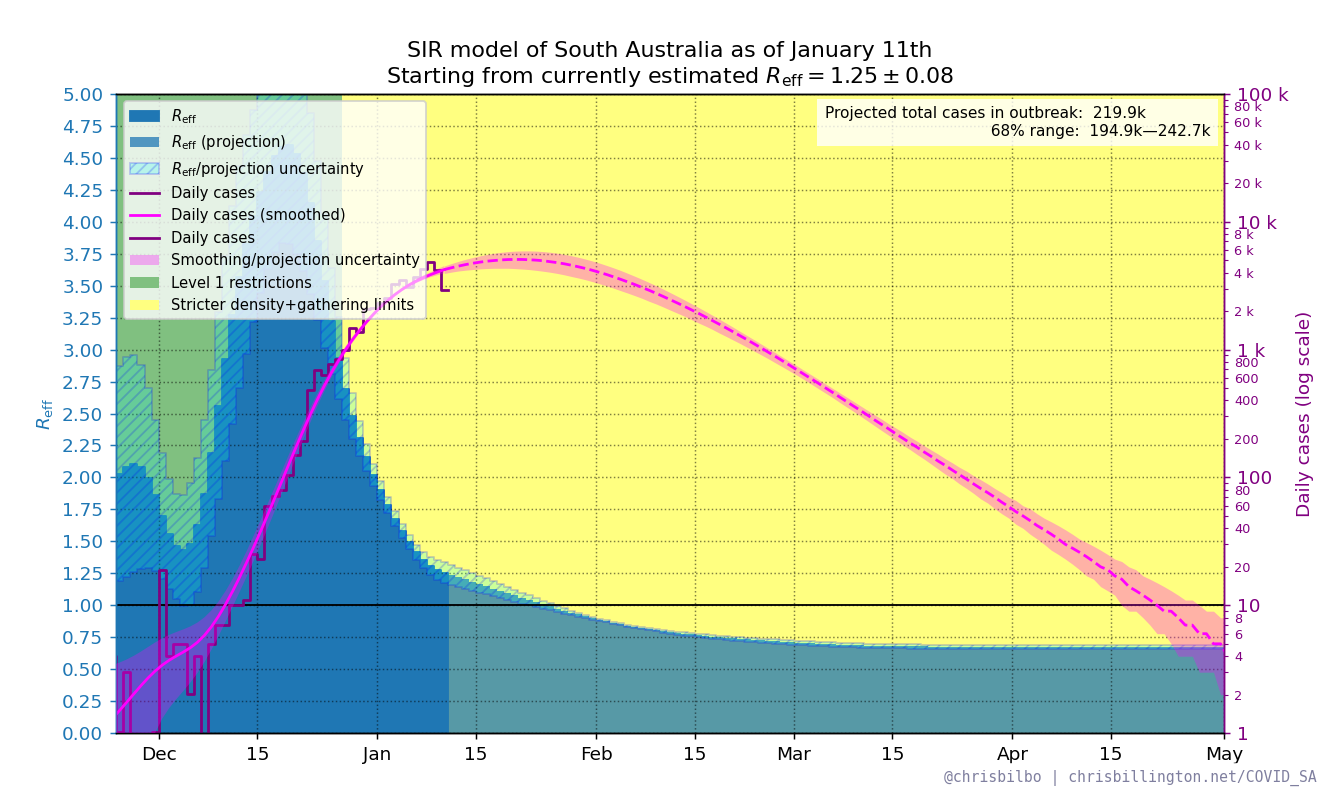 SIR model of South Australia as of January 11th
Starting from currently estimated R_eff = 1.25 ± 0.08
Projected total cases in outbreak: 219.9k
68% range: 194.9k—242.7k
R_eff
R_eff (projection)
R_eff/projection uncertainty
Daily cases
Daily cases (smoothed)
Daily cases
Smoothing/projection uncertainty
Level 1 restrictions
Stricter density+gathering limits
R_eff
5.00
4.75
4.50
4.25
4.00
3.75
3.50
3.25
3.00
2.75
2.50
2.25
2.00
1.75
1.50
1.25
1.00
0.75
0.50
0.25
0.00
Dec 15 Jan 15 Feb 15 Mar 15 Apr 15 May
100 k
80 k
60 k
40 k
20 k
10 k
8 k
6 k
4 k
2 k
1 k
800
600
400
200
100
80
60
40
20
10
8
6
4
2
1
Daily cases (log scale)
@chrisbilbo | chrisbillington.net/COVID_SA